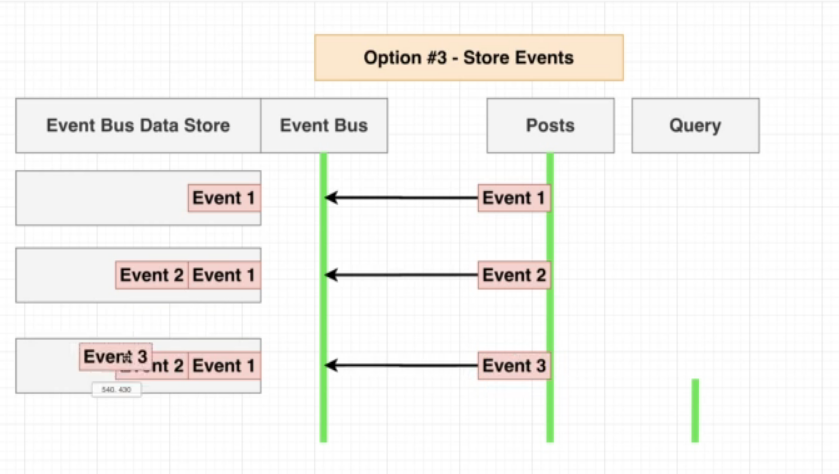 Option #3 - Store Events
Event Bus Data Store
Event Bus
Posts
Query
Event 1
Event 1
Event 2
Event 1
Event 2
Event 3
nt 2
Event 1
Event 3
540, 430